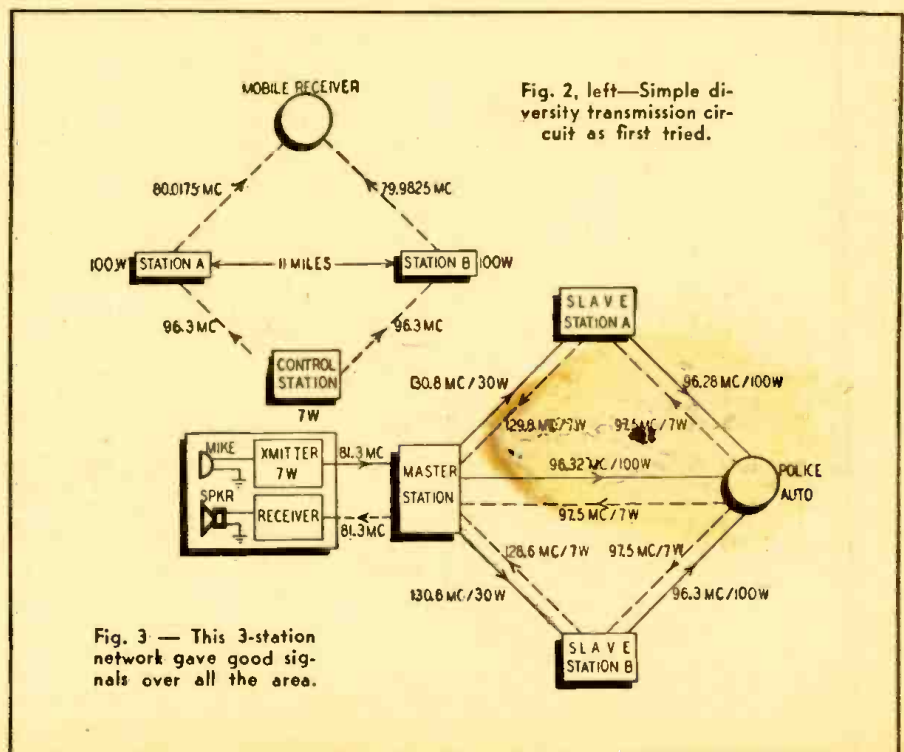 MOBILE RECEIVER
Fig. 2, left—Simple di-
versity transmission cir-
cuit as first tried.
80.0175 MC
79.9825 MC
100W
STATION A
11 MILES
STATION B
100W
96.3 MC
96.3 MC
CONTROL
STATION
7W
SLAVE
STATION A
130.8 MC/30W
96.28 MC/100W
129.8 MC/7W
97.5 MC/7W
MIKE
XMITTER
7W
81.3 MC
SPKR
RECEIVER
81.3 MC
MASTER
STATION
96.32 MC/100W
97.5 MC/7W
POLICE
AUTO
128.6 MC/7W
97.5 MC/7W
130.8 MC/30W
96.3 MC/100W
SLAVE
STATION B
Fig. 3 — This 3-station
network gave good sig-
nals over all the area.